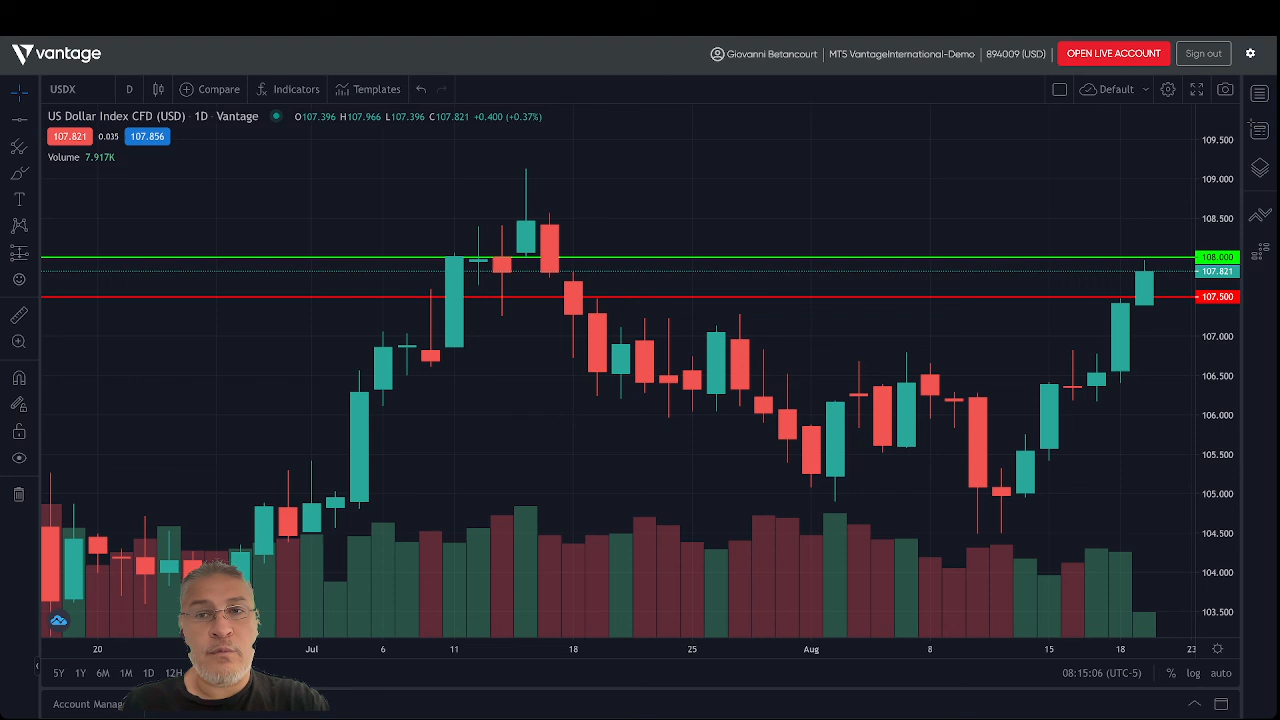 vantage
Giovanni Betancourt | MT5 VantageInternational-Demo | 894009 (USD) | OPEN LIVE ACCOUNT Sign out
USDX D Compare Indicators Templates Default
US Dollar Index CFD (USD) · 1D · Vantage O107.396 H107.966 L107.396 C107.821 +0.400 (+0.37%)
107.821 0.035 107.856
Volume 7.917K
109.500
109.000
108.500
108.000
107.821
107.500
107.000
106.500
106.000
105.500
105.000
104.500
104.000
103.500
20 Jul 6 11 18 25 Aug 8 15 18 23
5Y 1Y 6M 1M 1D 12H 08:15:06 (UTC-5) % log auto
Account Manag